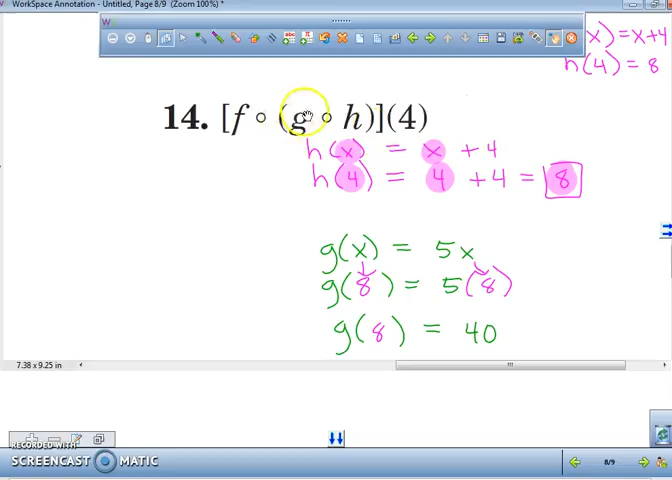 WorkSpace Annotation - Untitled, Page 8/9 (Zoom 200%)
x) = x+4
h(4) = 8
14. [f ∘ (g ∘ h)](4)
h(x) = x + 4
h(4) = 4 + 4 = 8
g(x) = 5x
g(8) = 5(8)
g(8) = 40
7.38 x 9.25 in
RECORDED WITH
SCREENCAST MATIC
8/9